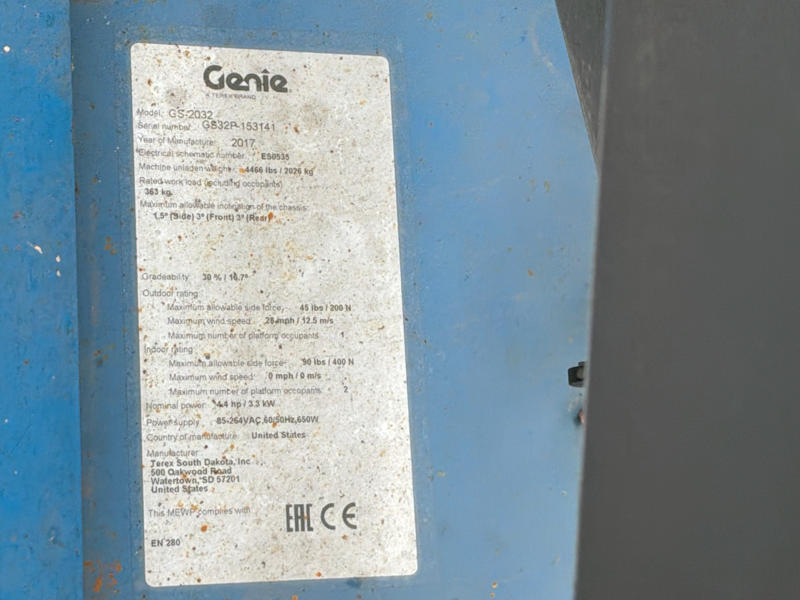 Genie
A TEREX BRAND
Model: GS-2032
Serial number: GS32P-153141
Year of Manufacture: 2017
Electrical schematic number: ES0535
Machine unladen weight: 4466 lbs / 2026 kg
Rated work load (including occupants):
363 kg
Maximum allowable inclination of the chassis:
1.5° (Side) 3° (Front) 3° (Rear)
Gradeability: 30 % / 16.7°
Outdoor rating:
Maximum allowable side force: 45 lbs / 200 N
Maximum wind speed: 28 mph / 12.5 m/s
Maximum number of platform occupants: 1
Indoor rating:
Maximum allowable side force: 90 lbs / 400 N
Maximum wind speed: 0 mph / 0 m/s
Maximum number of platform occupants: 2
Nominal power: 4.4 hp / 3.3 kW
Power supply: 85-264VAC,60/50Hz,650W
Country of manufacture: United States
Manufacturer:
Terex South Dakota, Inc
500 Oakwood Road
Watertown, SD 57201
United States
This MEWP complies with:
EAC CE
EN 280